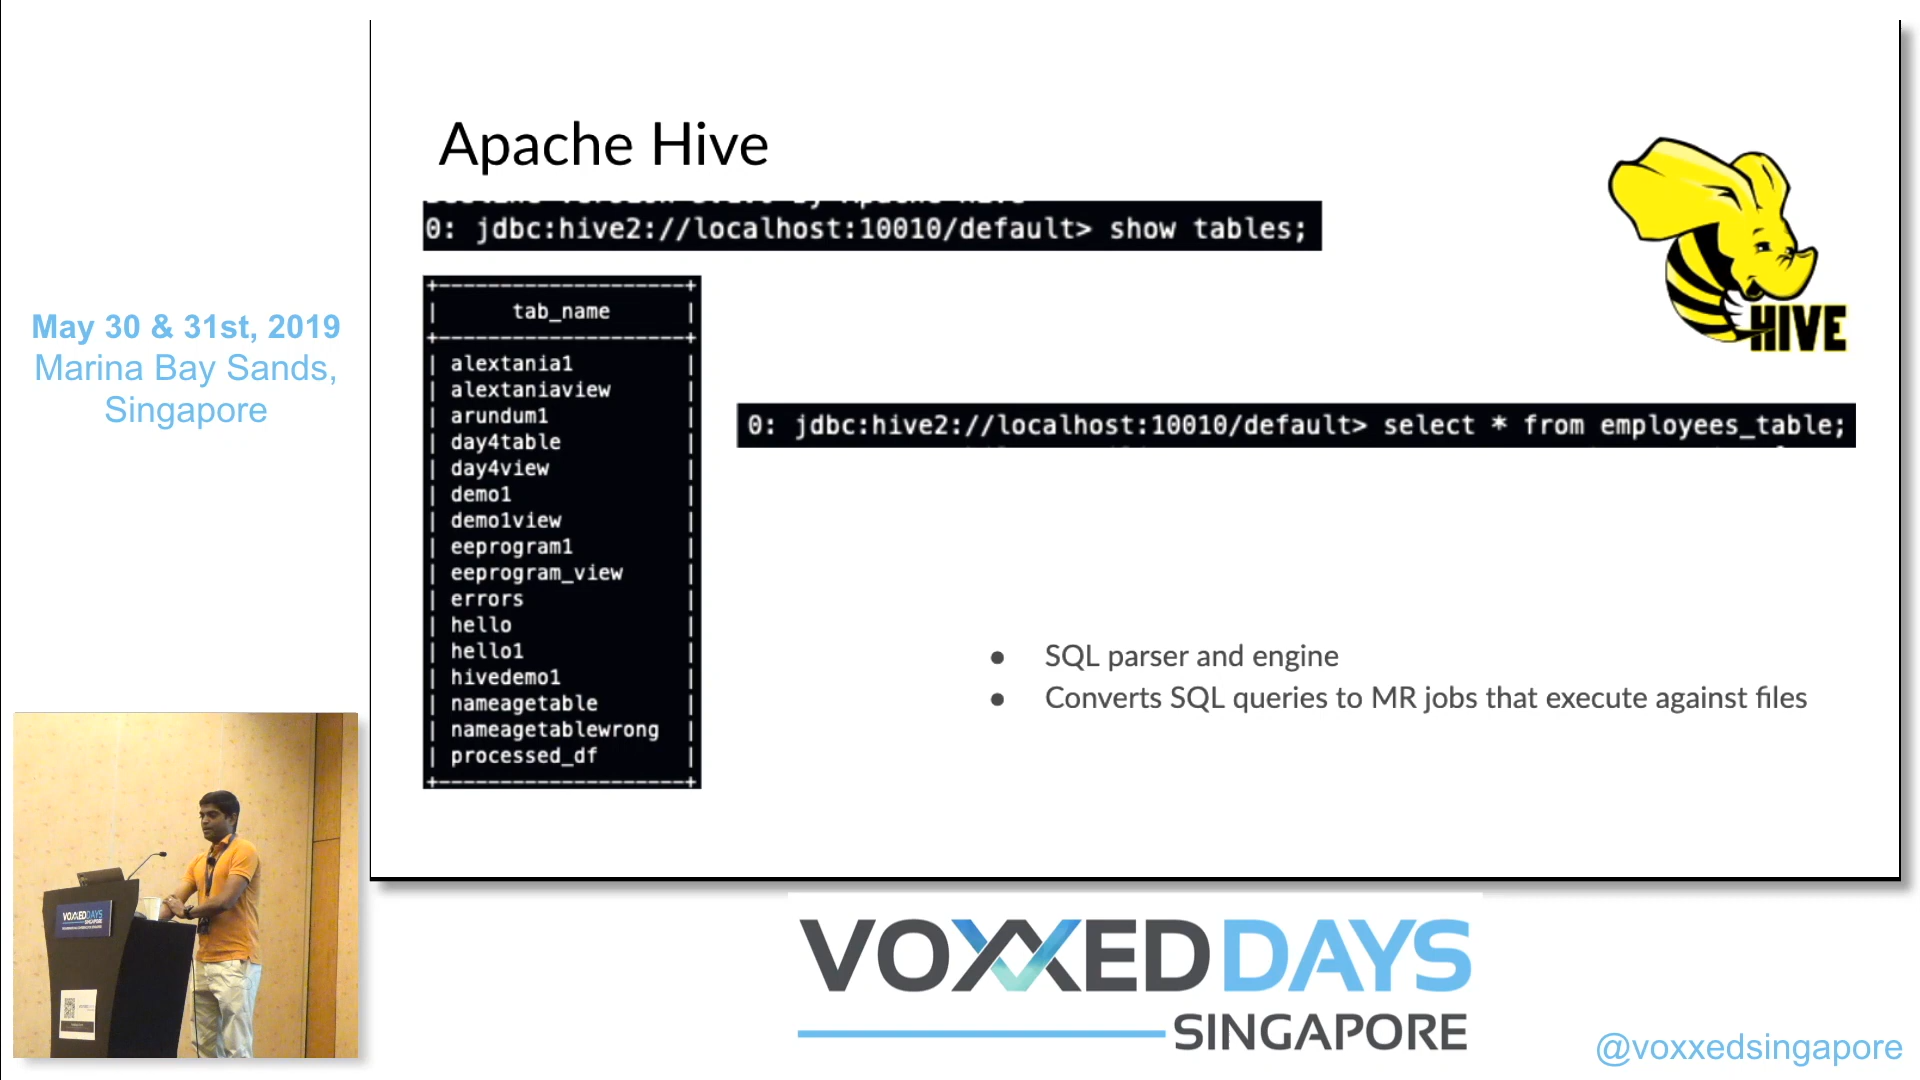 Apache Hive
0: jdbc:hive2://localhost:10010/default> show tables;
tab_name
alextania1
alextaniaview
arundum1
day4table
day4view
demo1
demo1view
eeprogram1
eeprogram_view
errors
hello
hello1
hivedemo1
nameagetable
nameagetablewrong
processed_df
HIVE
0: jdbc:hive2://localhost:10010/default> select * from employees_table;
● SQL parser and engine
● Converts SQL queries to MR jobs that execute against files
May 30 & 31st, 2019
Marina Bay Sands,
Singapore
VOXXEDDAYS
SINGAPORE
VOXXEDDAYS
SINGAPORE
@voxxedsingapore